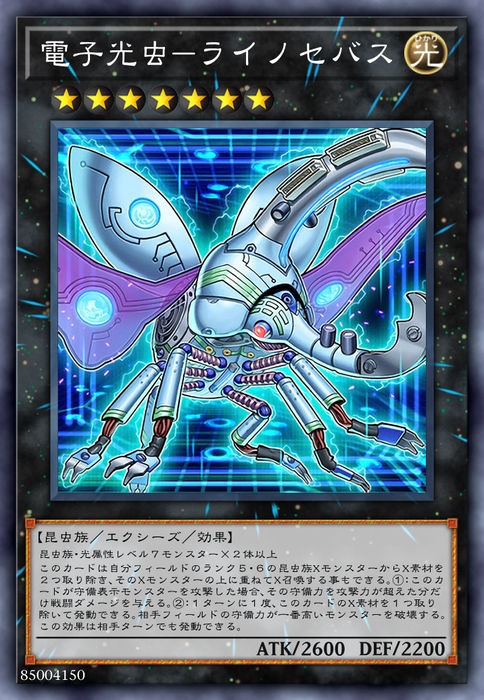 電子光虫－ライノセバス
ひかり
光
【昆虫族／エクシーズ／効果】
昆虫族・光属性レベル７モンスター×２体以上
このカードは自分フィールドのランク５・６の昆虫族XモンスターからX素材を
２つ取り除き、そのXモンスターの上に重ねてX召喚する事もできる。①：このカ
ードが守備表示モンスターを攻撃した場合、その守備力を攻撃力が超えた分だ
け戦闘ダメージを与える。②：１ターンに１度、このカードのX素材を１つ取り
除いて発動できる。相手フィールドの守備力が一番高いモンスターを破壊する。
この効果は相手ターンでも発動できる。
ATK/2600 DEF/2200
85004150